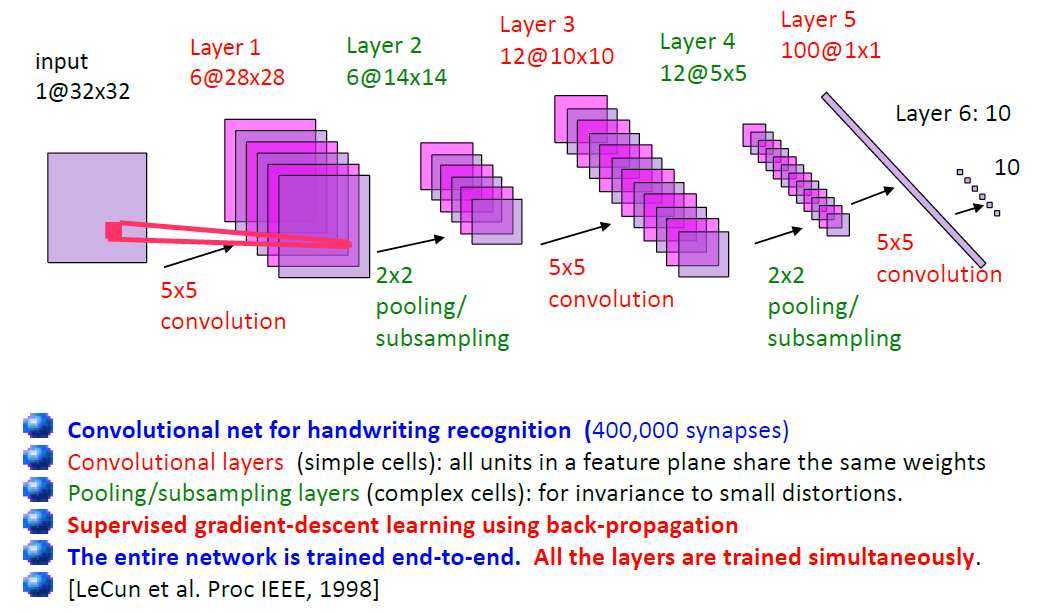 input
1@32x32
Layer 1
6@28x28
Layer 2
6@14x14
Layer 3
12@10x10
Layer 4
12@5x5
Layer 5
100@1x1
Layer 6: 10
10
5x5
convolution
2x2
pooling/
subsampling
5x5
convolution
2x2
pooling/
subsampling
5x5
convolution
Convolutional net for handwriting recognition (400,000 synapses)
Convolutional layers (simple cells): all units in a feature plane share the same weights
Pooling/subsampling layers (complex cells): for invariance to small distortions.
Supervised gradient-descent learning using back-propagation
The entire network is trained end-to-end. All the layers are trained simultaneously.
[LeCun et al. Proc IEEE, 1998]